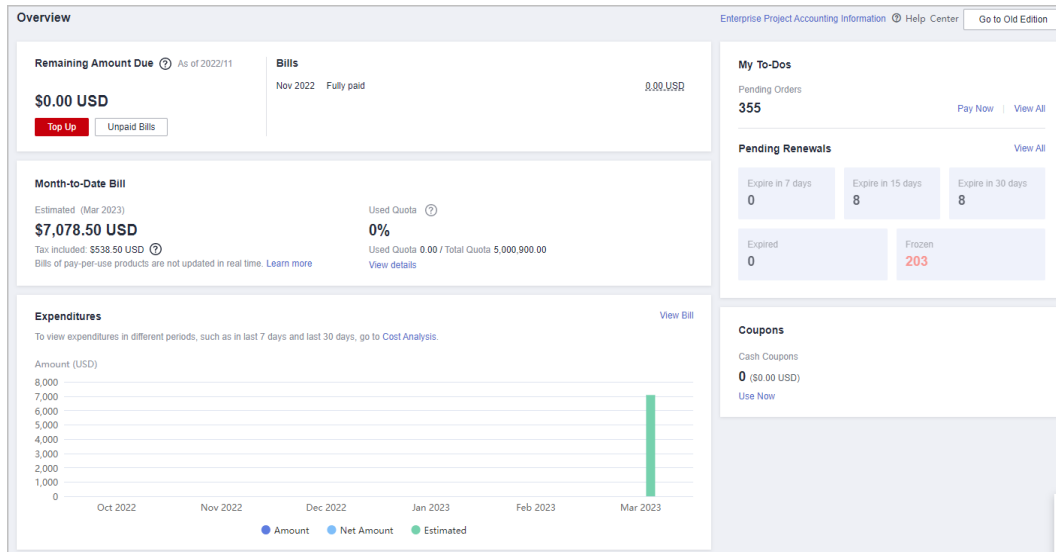 Overview
Enterprise Project Accounting Information ? Help Center Go to Old Edition
Remaining Amount Due ? As of 2022/11
$0.00 USD
Top Up Unpaid Bills
Bills
Nov 2022 Fully paid 0.00 USD
Month-to-Date Bill
Estimated (Mar 2023)
$7,078.50 USD
Tax included: $538.50 USD ?
Bills of pay-per-use products are not updated in real time. Learn more
Used Quota ?
0%
Used Quota 0.00 / Total Quota 5,000,900.00
View details
Expenditures View Bill
To view expenditures in different periods, such as in last 7 days and last 30 days, go to Cost Analysis.
Amount (USD)
8,000
7,000
6,000
5,000
4,000
3,000
2,000
1,000
0
Oct 2022 Nov 2022 Dec 2022 Jan 2023 Feb 2023 Mar 2023
Amount Net Amount Estimated
My To-Dos
Pending Orders
355 Pay Now View All
Pending Renewals View All
Expire in 7 days Expire in 15 days Expire in 30 days
0 8 8
Expired Frozen
0 203
Coupons
Cash Coupons
0 ($0.00 USD)
Use Now